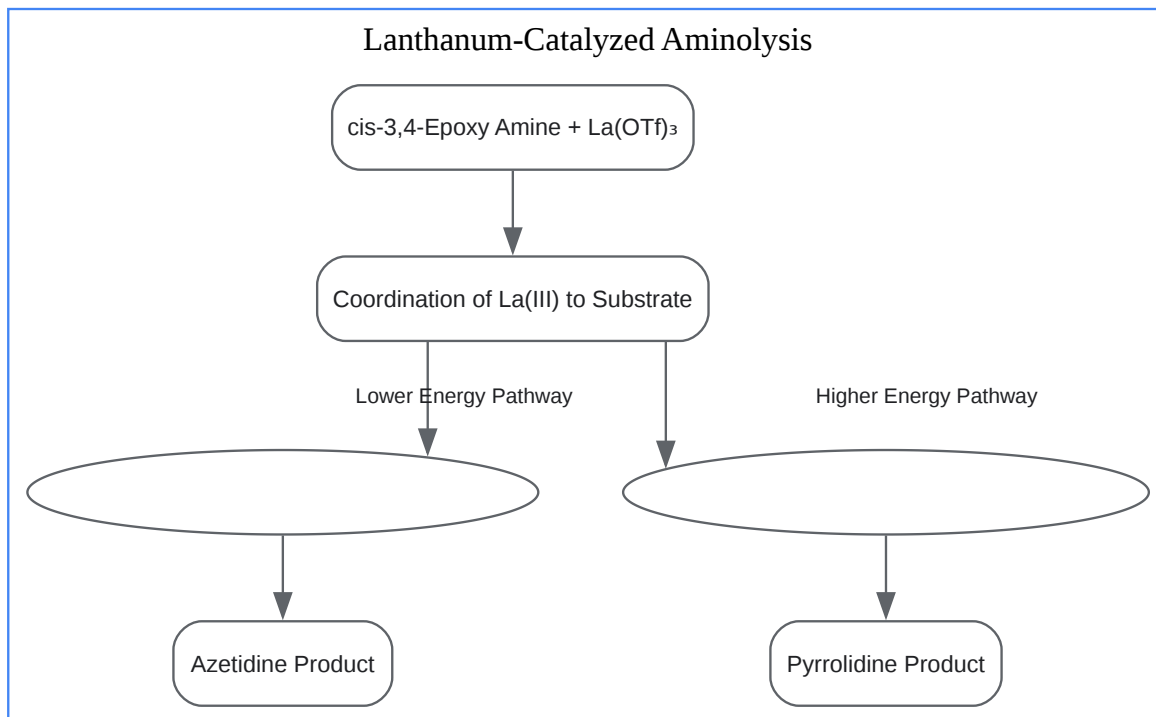 Lanthanum-Catalyzed Aminolysis
cis-3,4-Epoxy Amine + La(OTf)₃
Coordination of La(III) to Substrate
Lower Energy Pathway
Higher Energy Pathway
Azetidine Product
Pyrrolidine Product